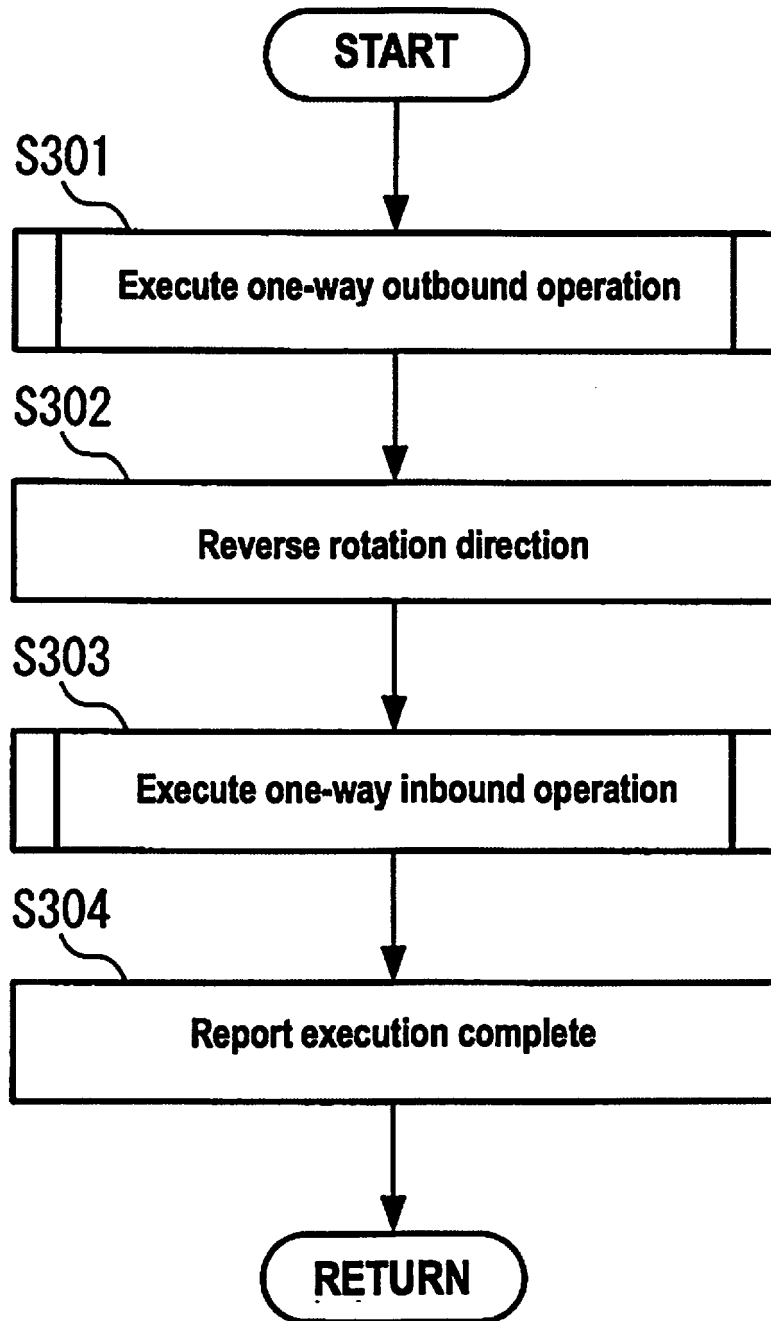 START
S301
Execute one-way outbound operation
S302
Reverse rotation direction
S303
Execute one-way inbound operation
S304
Report execution complete
RETURN